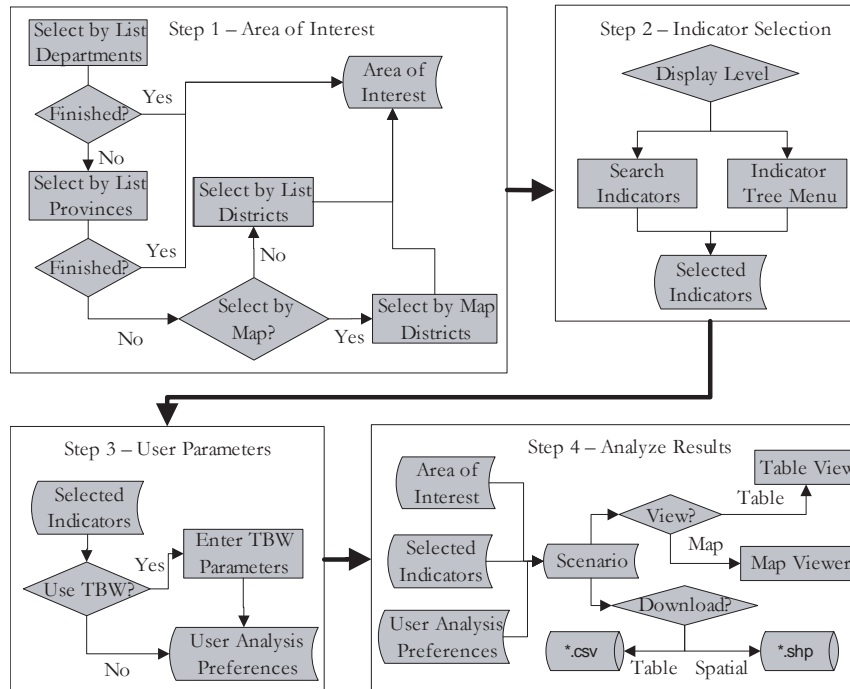 Step 1 – Area of Interest
Select by List
Departments
Finished?
Yes
No
Area of
Interest
Select by List
Provinces
Finished?
Yes
No
Select by List
Districts
No
Select by
Map?
Yes
Select by Map
Districts
Step 2 – Indicator Selection
Display Level
Search
Indicators
Indicator
Tree Menu
Selected
Indicators
Step 3 – User Parameters
Selected
Indicators
Use TBW?
Yes
No
Enter TBW
Parameters
User Analysis
Preferences
Step 4 – Analyze Results
Area of
Interest
Selected
Indicators
User Analysis
Preferences
Scenario
View?
Table
Table View
Map
Map Viewer
Download?
*.csv
Table
Spatial
*.shp